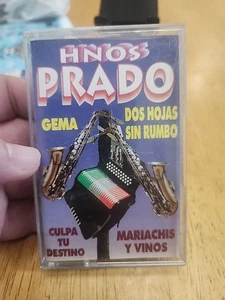 HNOS
PRADO
GEMA
DOS HOJAS
SIN RUMBO
CULPA
TU
DESTINO
MARIACHIS
Y VINOS